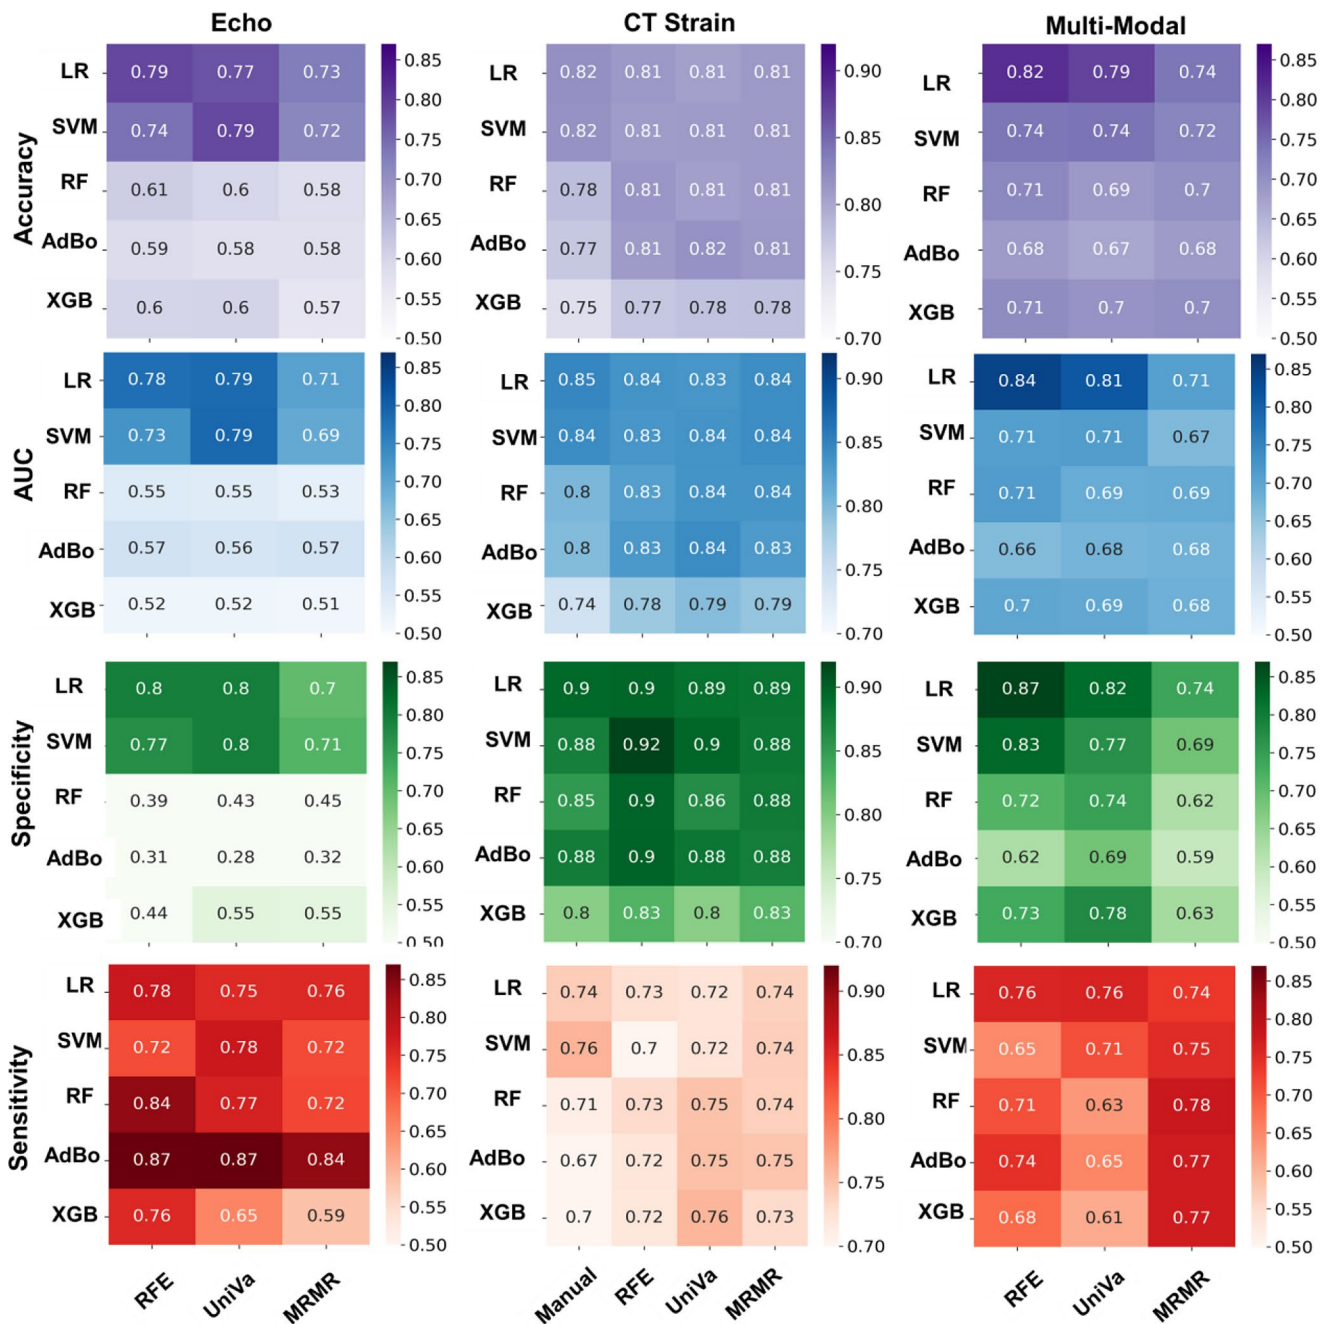 Echo CT Strain Multi-Modal
Accuracy
LR 0.79 0.77 0.73
SVM 0.74 0.79 0.72
RF 0.61 0.6 0.58
AdBo 0.59 0.58 0.58
XGB 0.6 0.6 0.57
0.85
0.80
0.75
0.70
0.65
0.60
0.55
0.50
LR 0.82 0.81 0.81 0.81
SVM 0.82 0.81 0.81 0.81
RF 0.78 0.81 0.81 0.81
AdBo 0.77 0.81 0.82 0.81
XGB 0.75 0.77 0.78 0.78
0.90
0.85
0.80
0.75
0.70
LR 0.82 0.79 0.74
SVM 0.74 0.74 0.72
RF 0.71 0.69 0.7
AdBo 0.68 0.67 0.68
XGB 0.71 0.7 0.7
0.85
0.80
0.75
0.70
0.65
0.60
0.55
0.50
AUC
LR 0.78 0.79 0.71
SVM 0.73 0.79 0.69
RF 0.55 0.55 0.53
AdBo 0.57 0.56 0.57
XGB 0.52 0.52 0.51
0.85
0.80
0.75
0.70
0.65
0.60
0.55
0.50
LR 0.85 0.84 0.83 0.84
SVM 0.84 0.83 0.84 0.84
RF 0.8 0.83 0.84 0.84
AdBo 0.8 0.83 0.84 0.83
XGB 0.74 0.78 0.79 0.79
0.90
0.85
0.80
0.75
0.70
LR 0.84 0.81 0.71
SVM 0.71 0.71 0.67
RF 0.71 0.69 0.69
AdBo 0.66 0.68 0.68
XGB 0.7 0.69 0.68
0.85
0.80
0.75
0.70
0.65
0.60
0.55
0.50
Specificity
LR 0.8 0.8 0.7
SVM 0.77 0.8 0.71
RF 0.39 0.43 0.45
AdBo 0.31 0.28 0.32
XGB 0.44 0.55 0.55
0.85
0.80
0.75
0.70
0.65
0.60
0.55
0.50
LR 0.9 0.9 0.89 0.89
SVM 0.88 0.92 0.9 0.88
RF 0.85 0.9 0.86 0.88
AdBo 0.88 0.9 0.88 0.88
XGB 0.8 0.83 0.8 0.83
0.90
0.85
0.80
0.75
0.70
LR 0.87 0.82 0.74
SVM 0.83 0.77 0.69
RF 0.72 0.74 0.62
AdBo 0.62 0.69 0.59
XGB 0.73 0.78 0.63
0.85
0.80
0.75
0.70
0.65
0.60
0.55
0.50
Sensitivity
LR 0.78 0.75 0.76
SVM 0.72 0.78 0.72
RF 0.84 0.77 0.72
AdBo 0.87 0.87 0.84
XGB 0.76 0.65 0.59
0.85
0.80
0.75
0.70
0.65
0.60
0.55
0.50
LR 0.74 0.73 0.72 0.74
SVM 0.76 0.7 0.72 0.74
RF 0.71 0.73 0.75 0.74
AdBo 0.67 0.72 0.75 0.75
XGB 0.7 0.72 0.76 0.73
0.90
0.85
0.80
0.75
0.70
LR 0.76 0.76 0.74
SVM 0.65 0.71 0.75
RF 0.71 0.63 0.78
AdBo 0.74 0.65 0.77
XGB 0.68 0.61 0.77
0.85
0.80
0.75
0.70
0.65
0.60
0.55
0.50
RFE UniVa MRMR
Manual RFE UniVa MRMR
RFE UniVa MRMR